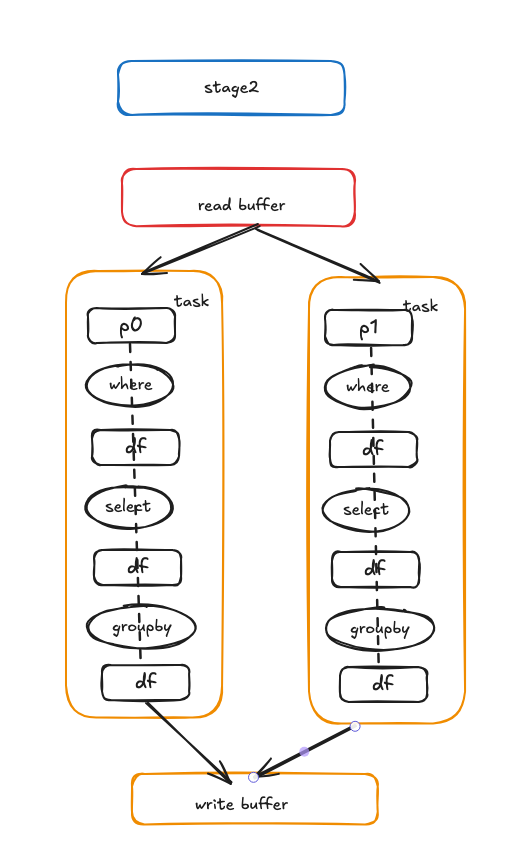 stage2
read buffer
task
p0
where
df
select
df
groupby
df
task
p1
where
df
select
df
groupby
df
write buffer